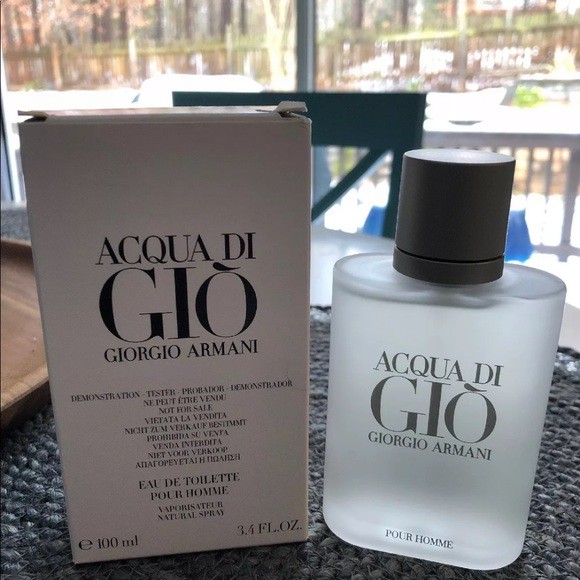 ACQUA DI
GIÒ
GIORGIO ARMANI
DEMONSTRATION - TESTER - PROBADOR - DEMONSTRADOR
NE PEUT ÊTRE VENDU
NOT FOR SALE
VIETATA LA VENDITA
NICHT ZUM VERKAUF BESTIMMT
PROHIBIDA SU VENTA
VENDA INTERDITA
NIET VOOR VERKOOP
ΑΠΑΓΟΡΕΥΕΤΑΙ Η ΠΩΛΗΣΗ
EAU DE TOILETTE
POUR HOMME
VAPORISATEUR
NATURAL SPRAY
e 100 ml 3.4 FL.OZ.
ACQUA DI
GIÒ
GIORGIO ARMANI
POUR HOMME